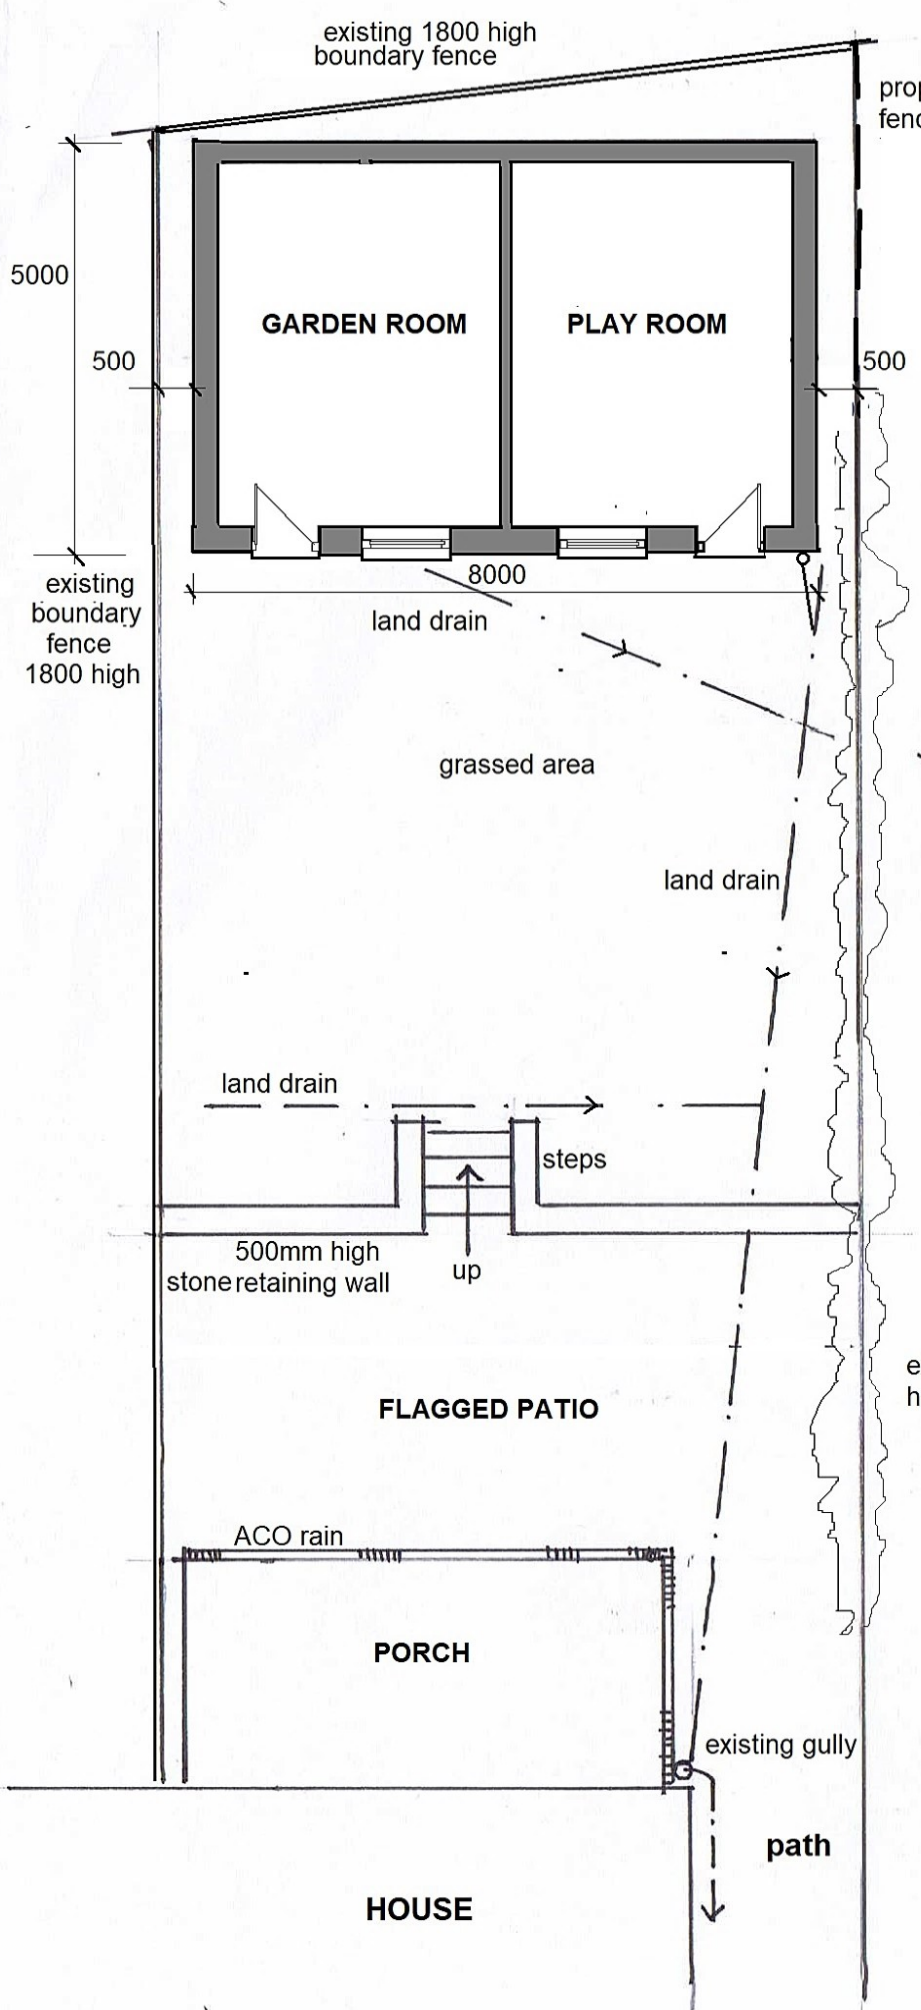 existing 1800 high
boundary fence
prop
fenc
5000
GARDEN ROOM
PLAY ROOM
500
500
8000
existing
boundary
fence
1800 high
land drain
grassed area
land drain
land drain
steps
500mm high
stone retaining wall
up
e
h
FLAGGED PATIO
ACO rain
PORCH
existing gully
path
HOUSE